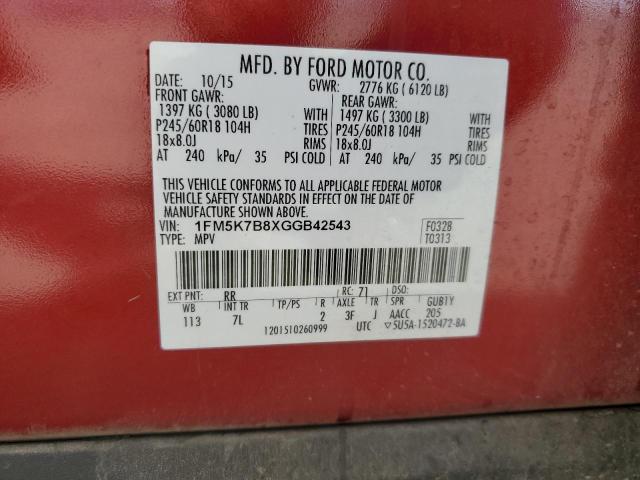 MFD. BY FORD MOTOR CO.
DATE: 10/15 GVWR: 2776 KG ( 6120 LB)
FRONT GAWR: REAR GAWR:
1397 KG ( 3080 LB) WITH 1497 KG ( 3300 LB) WITH
P245/60R18 104H TIRES P245/60R18 104H TIRES
18x8.0J RIMS 18x8.0J RIMS
AT 240 kPa/ 35 PSI COLD AT 240 kPa/ 35 PSI COLD
THIS VEHICLE CONFORMS TO ALL APPLICABLE FEDERAL MOTOR
VEHICLE SAFETY STANDARDS IN EFFECT ON THE DATE OF
MANUFACTURE SHOWN ABOVE.
VIN: 1FM5K7B8XGGB42543 F0328
TYPE: MPV T0313
EXT PNT: RR RC: 71 DSO:
WB INT TR TP/PS R AXLE TR SPR GUB1Y
113 7L 2 3F J AACC 205
1201510260999 UTC ▽5U5A-1520472-BA